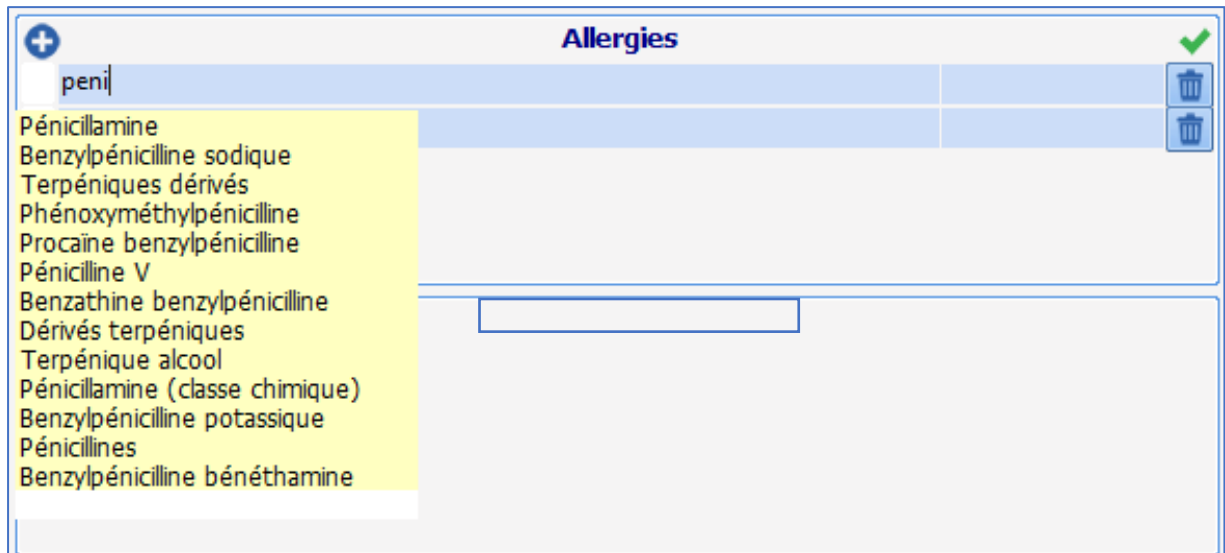 Allergies
peni
Pénicillamine
Benzylpénicilline sodique
Terpéniques dérivés
Phénoxyméthylpénicilline
Procaïne benzylpénicilline
Pénicilline V
Benzathine benzylpénicilline
Dérivés terpéniques
Terpénique alcool
Pénicillamine (classe chimique)
Benzylpénicilline potassique
Pénicillines
Benzylpénicilline bénéthamine